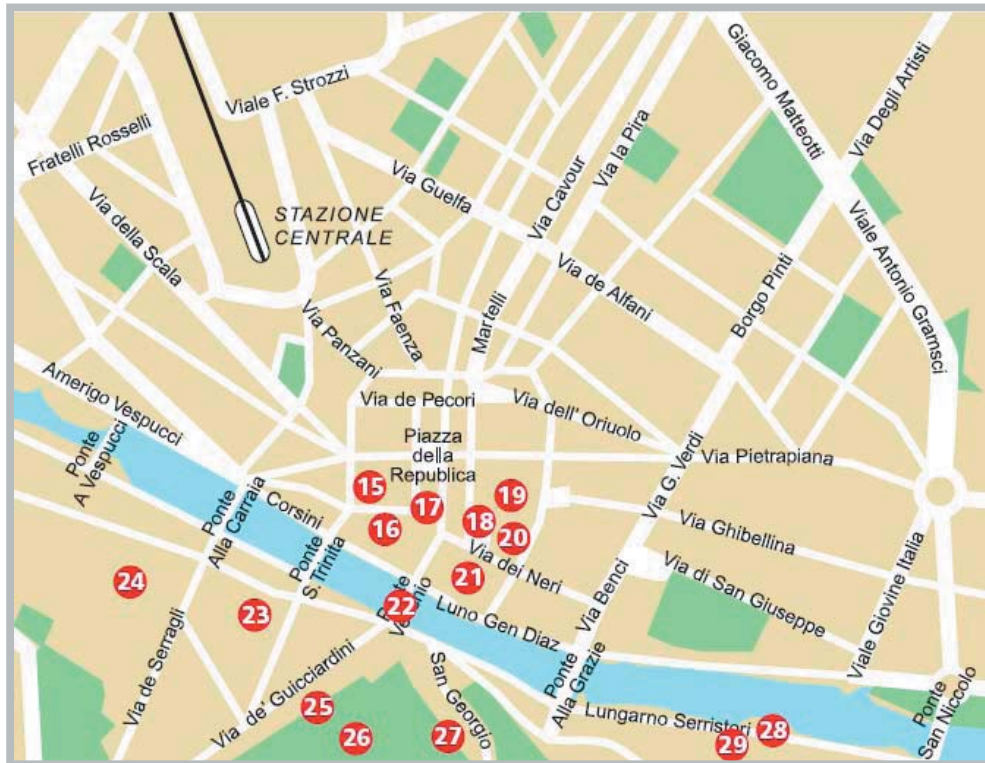 Viale F. Strozzi
Fratelli Rosselli
Via della Scala
STAZIONE
CENTRALE
Via Guelfa
Via Cavour
Via la Pira
Giacomo Matteotti
Via Degli Artisti
Viale Antonio Gramsci
Via Faenza
Via Panzani
Martelli
Via de Alfani
Borgo Pinti
Amerigo Vespucci
Via de Pecori
Via dell' Oriuolo
Piazza
della
Republica
Via G. Verdi
Via Pietrapiana
Ponte
A Vespucci
Ponte
Alla Carraia
Corsini
Ponte
S. Trinita
15
16
17
18
19
20
21
Via dei Neri
Via Ghibellina
Via di San Giuseppe
Via Benci
Viale Giovine Italia
24
23
22
Luno Gen Diaz
Ponte
Alla Grazie
Via de Serragli
Via de' Guicciardini
San Georgio
25
26
27
Lungarno Serristori
28
29
Ponte
San Niccolo